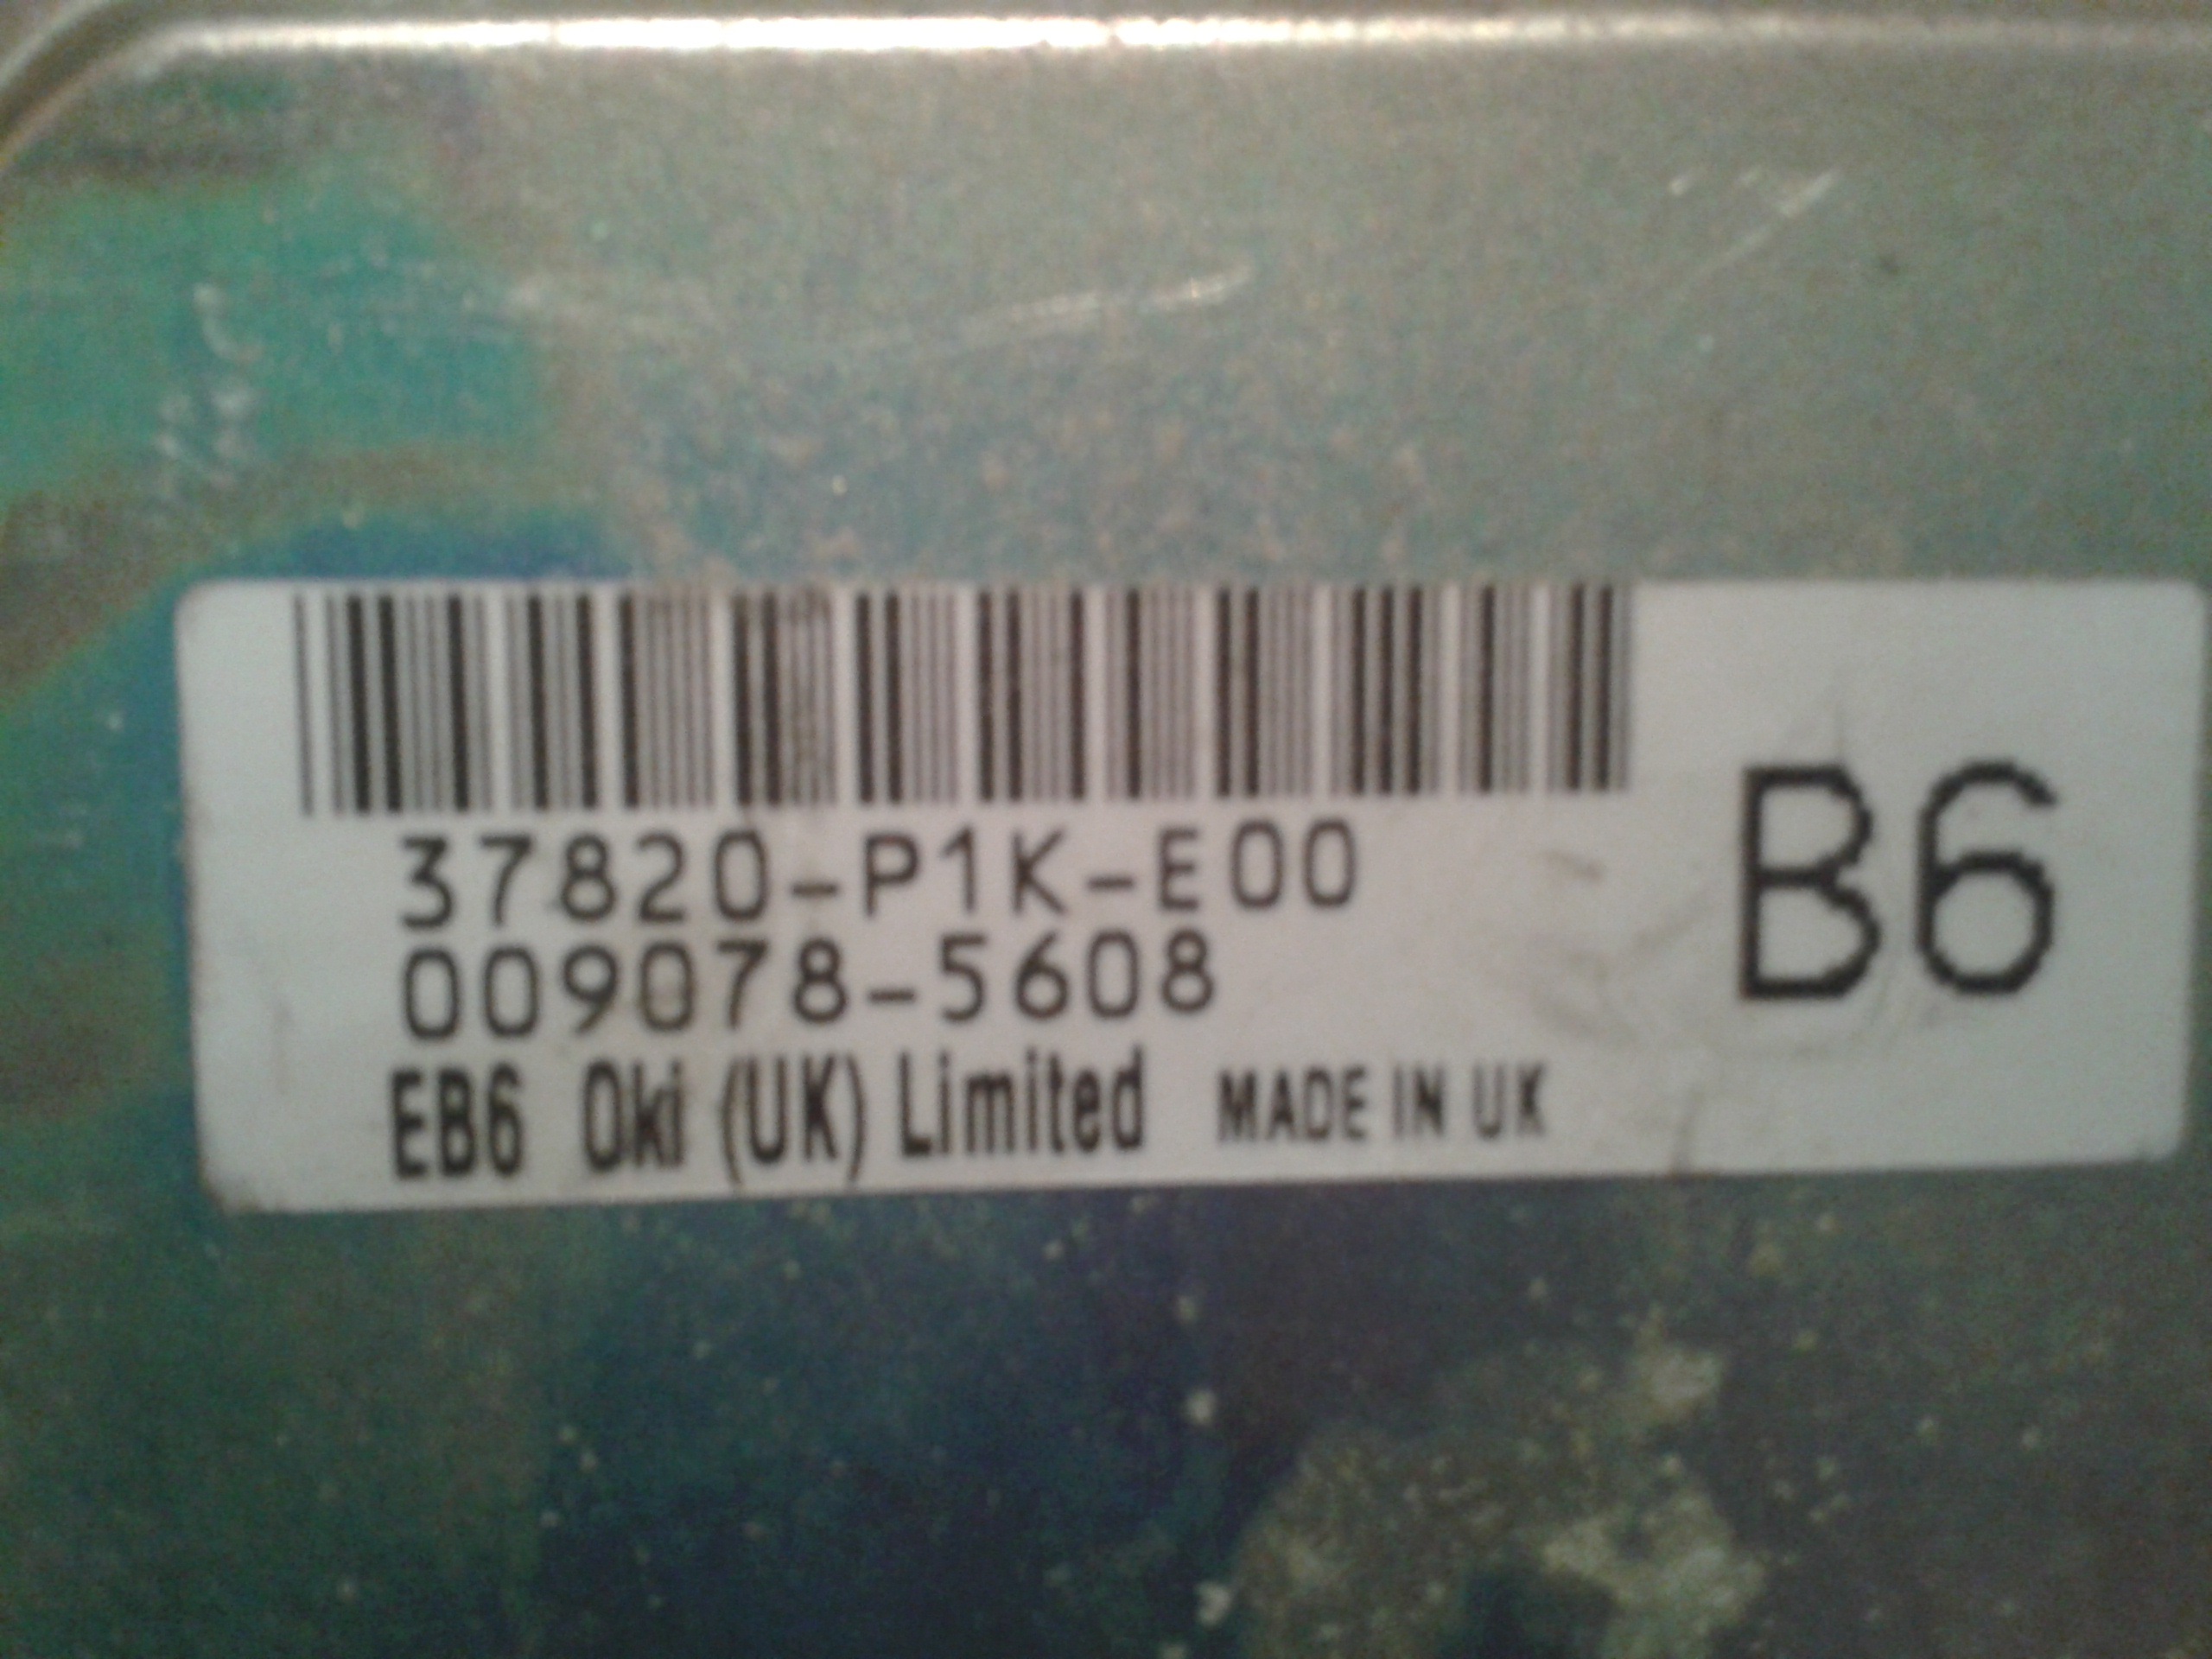 37820-P1K-E00
009078-5608
EB6 Oki (UK) Limited MADE IN UK
B6